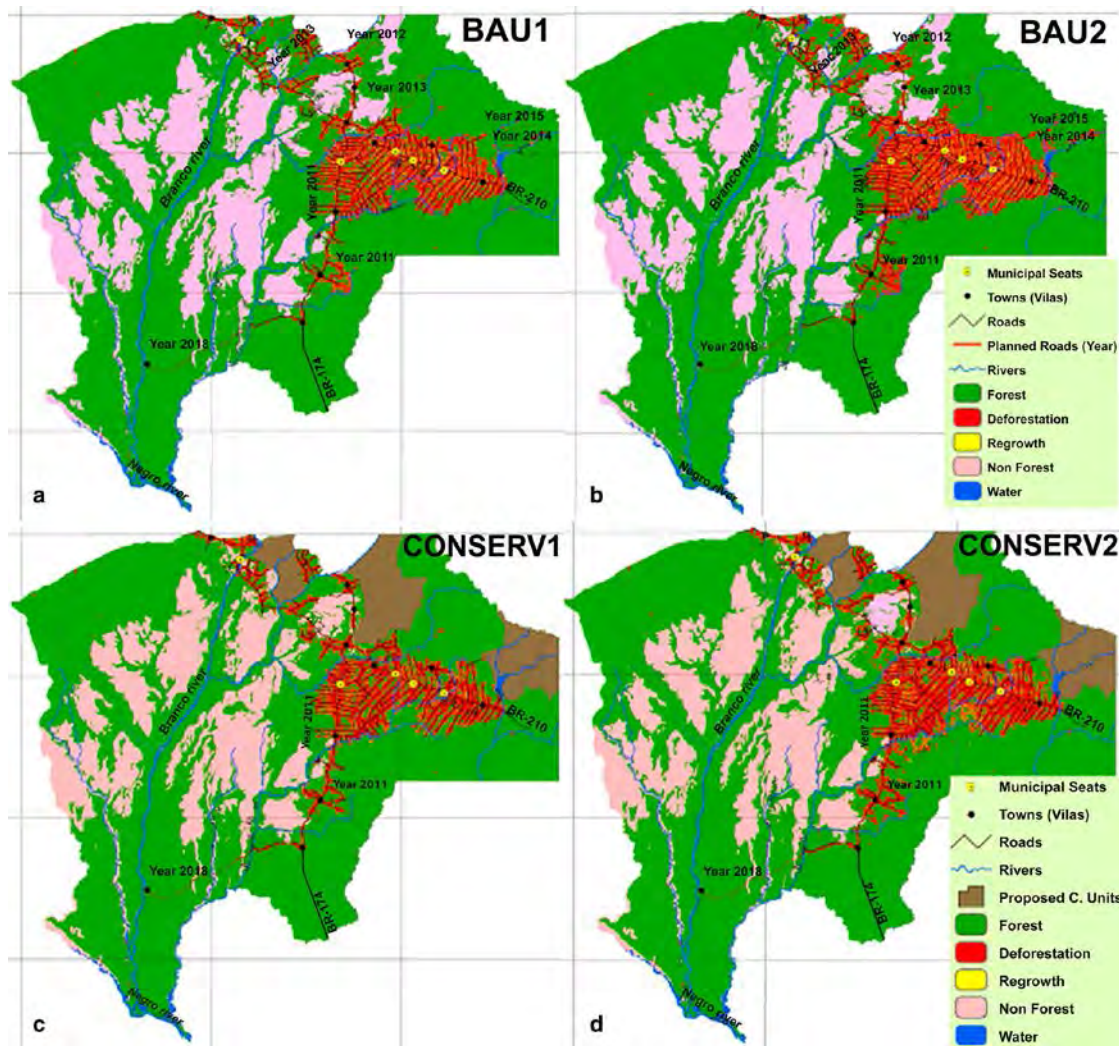 BAU1
Year 2012
Year 2013
Year 2013
Year 2015
Year 2014
Branco river
Year 2011
BR-210
Year 2011
Year 2018
BR-174
Negro river
a
BAU2
Year 2012
Year 2013
Year 2013
Year 2015
Year 2014
Branco river
Year 2011
BR-210
Year 2011
Year 2018
BR-174
Negro river
b
Municipal Seats
Towns (Vilas)
Roads
Planned Roads (Year)
Rivers
Forest
Deforestation
Regrowth
Non Forest
Water
CONSERV1
Branco river
Year 2011
BR-210
Year 2011
Year 2018
BR-174
Negro river
c
CONSERV2
Branco river
Year 2011
BR-210
Year 2011
Year 2018
BR-174
Negro river
d
Municipal Seats
Towns (Vilas)
Roads
Rivers
Proposed C. Units
Forest
Deforestation
Regrowth
Non Forest
Water